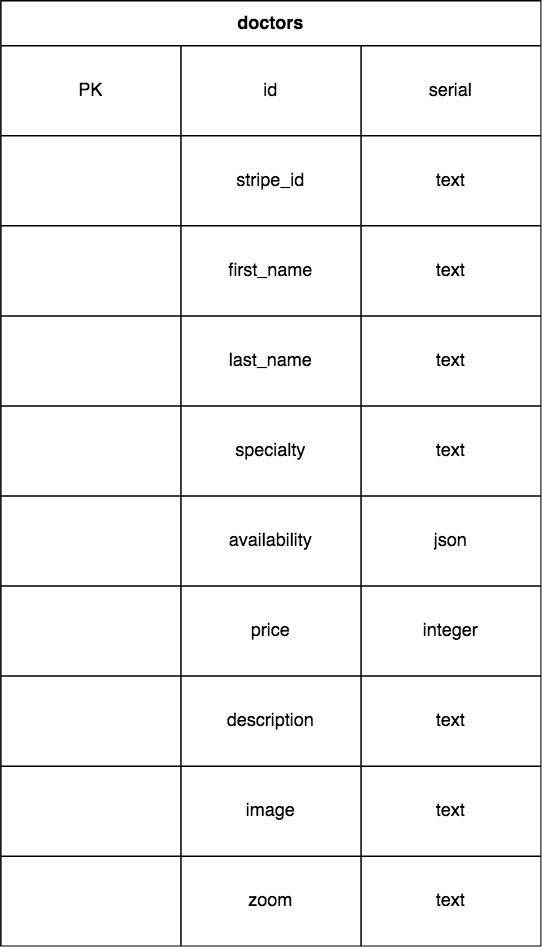 doctors
PK id serial
stripe_id text
first_name text
last_name text
specialty text
availability json
price integer
description text
image text
zoom text